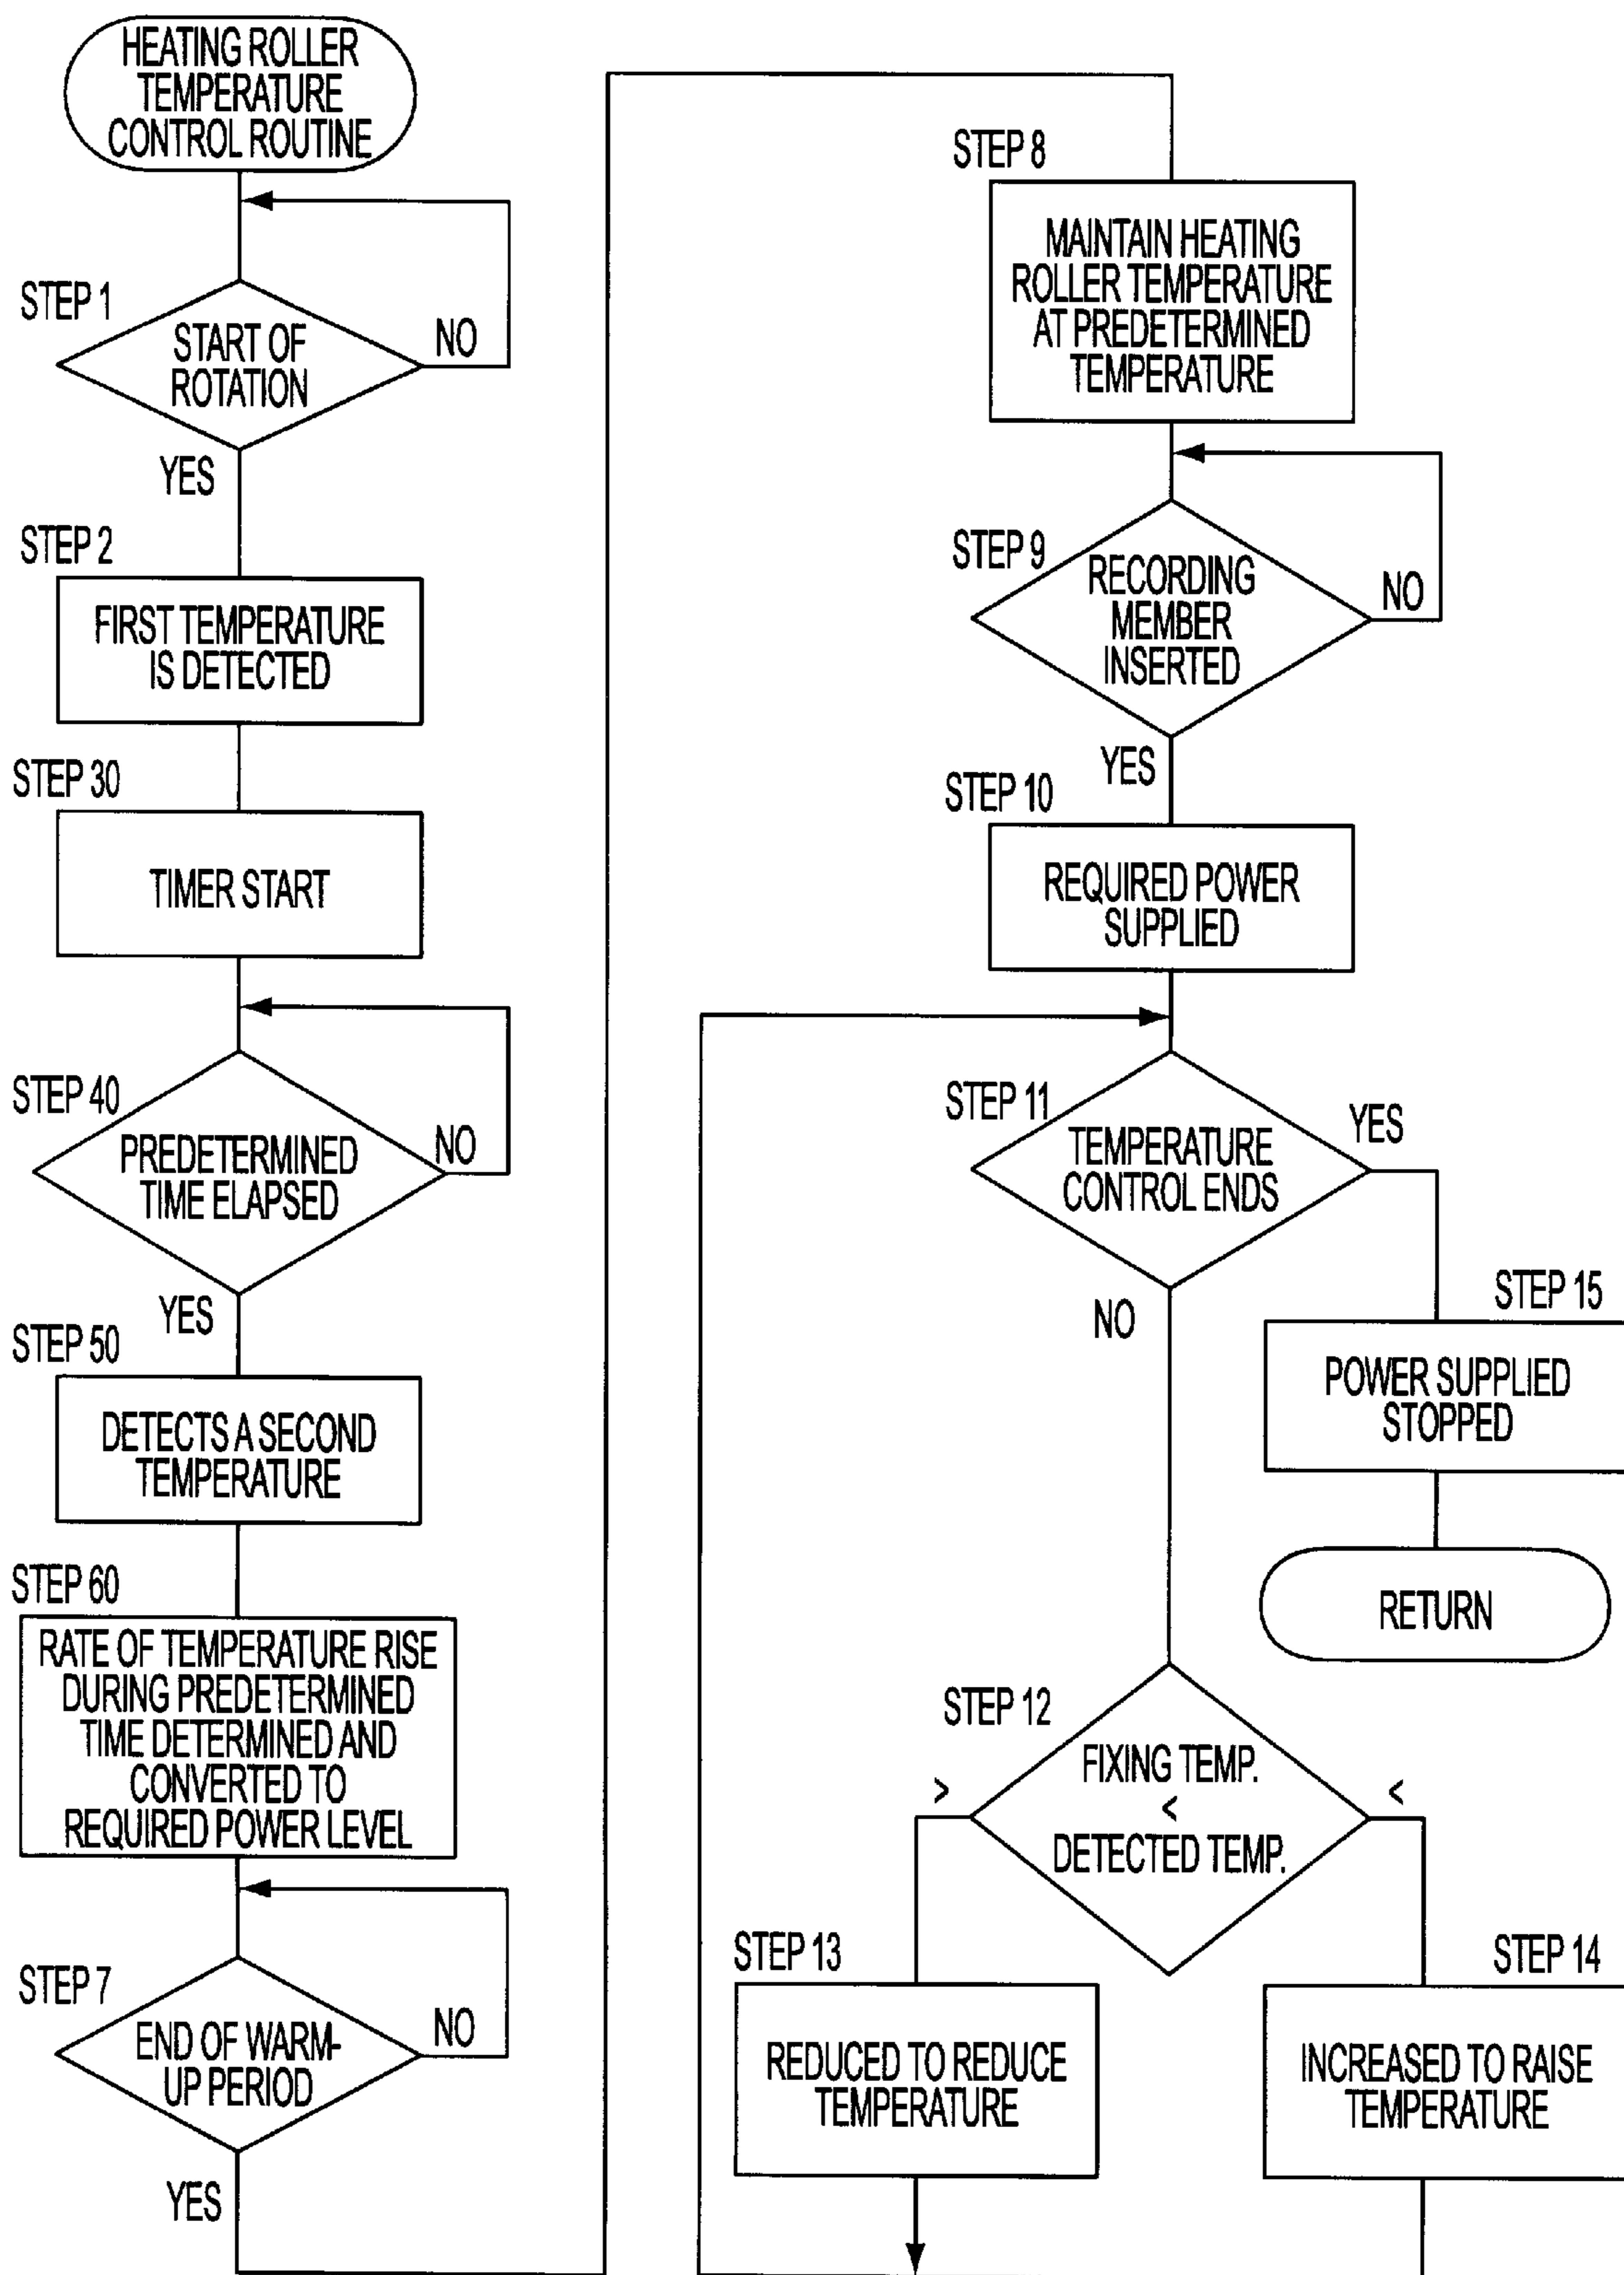 HEATING ROLLER
TEMPERATURE
CONTROL ROUTINE
STEP 1
START OF
ROTATION
NO
YES
STEP 2
FIRST TEMPERATURE
IS DETECTED
STEP 30
TIMER START
STEP 40
PREDETERMINED
TIME ELAPSED
NO
YES
STEP 50
DETECTS A SECOND
TEMPERATURE
STEP 60
RATE OF TEMPERATURE RISE
DURING PREDETERMINED
TIME DETERMINED AND
CONVERTED TO
REQUIRED POWER LEVEL
STEP 7
END OF WARM-
UP PERIOD
NO
YES
STEP 8
MAINTAIN HEATING
ROLLER TEMPERATURE
AT PREDETERMINED
TEMPERATURE
STEP 9
RECORDING
MEMBER
INSERTED
NO
YES
STEP 10
REQUIRED POWER
SUPPLIED
STEP 11
TEMPERATURE
CONTROL ENDS
YES
NO
STEP 15
POWER SUPPLIED
STOPPED
RETURN
STEP 12
FIXING TEMP.
<
DETECTED TEMP.
>
<
STEP 13
REDUCED TO REDUCE
TEMPERATURE
STEP 14
INCREASED TO RAISE
TEMPERATURE